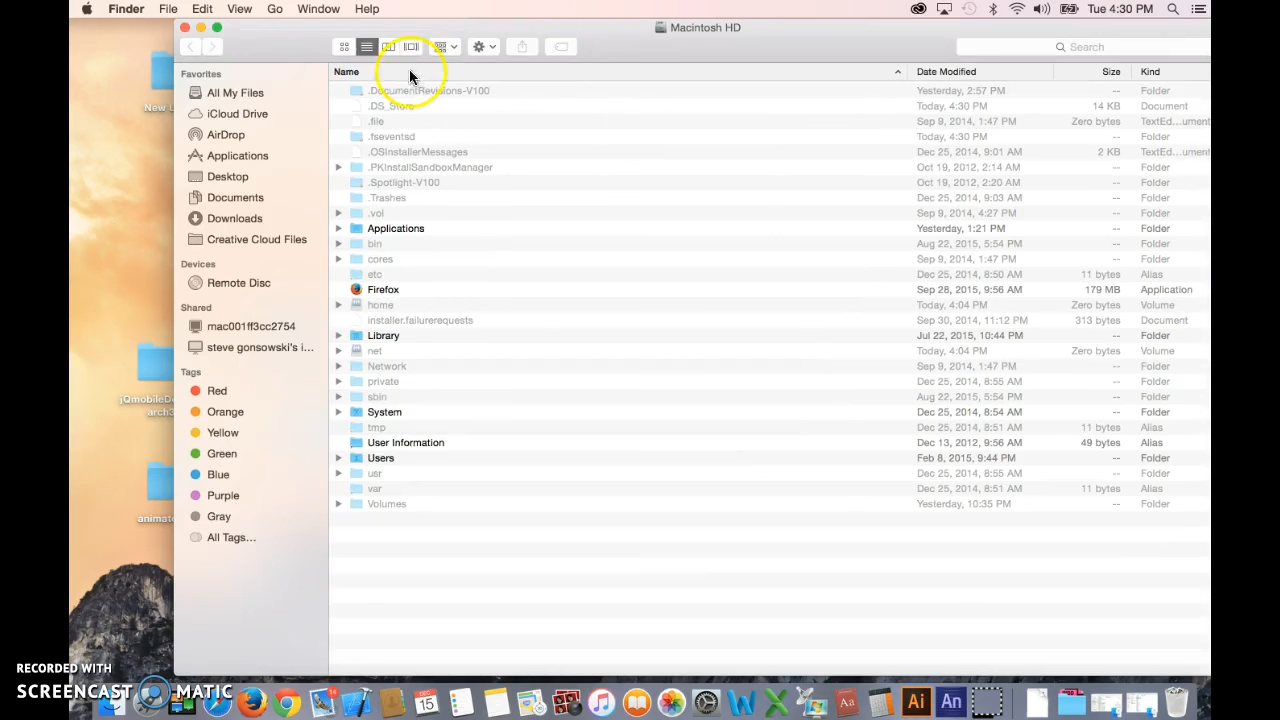 Finder File Edit View Go Window Help Tue 4:30 PM
Macintosh HD
Search
Favorites
All My Files
iCloud Drive
AirDrop
Applications
Desktop
Documents
Downloads
Creative Cloud Files
Devices
Remote Disc
Shared
mac001ff3cc2754
steve gonsowski's i...
Tags
Red
Orange
Yellow
Green
Blue
Purple
Gray
All Tags...
Name Date Modified Size Kind
.DocumentRevisions-V100 Yesterday, 2:57 PM -- Folder
.DS_Store Today, 4:30 PM 14 KB Document
.file Sep 9, 2014, 1:47 PM Zero bytes TextEd...ument
.fseventsd Today, 4:30 PM -- Folder
.OSInstallerMessages Dec 25, 2014, 9:01 AM 2 KB TextEd...ument
.PKInstallSandboxManager Oct 19, 2012, 2:14 AM -- Folder
.Spotlight-V100 Oct 19, 2012, 2:20 AM -- Folder
.Trashes Dec 25, 2014, 9:03 AM -- Folder
.vol Sep 9, 2014, 4:27 PM -- Folder
Applications Yesterday, 1:21 PM -- Folder
bin Aug 22, 2015, 5:54 PM -- Folder
cores Sep 9, 2014, 1:47 PM -- Folder
etc Dec 25, 2014, 8:50 AM 11 bytes Alias
Firefox Sep 28, 2015, 9:56 AM 179 MB Application
home Today, 4:04 PM Zero bytes Volume
installer.failurerequests Sep 30, 2014, 11:12 PM 313 bytes Document
Library Jul 22, 2015, 10:44 PM -- Folder
net Today, 4:04 PM Zero bytes Volume
Network Sep 9, 2014, 1:47 PM -- Folder
private Dec 25, 2014, 8:55 AM -- Folder
sbin Aug 22, 2015, 5:54 PM -- Folder
System Dec 25, 2014, 8:54 AM -- Folder
tmp Dec 25, 2014, 8:51 AM 11 bytes Alias
User Information Dec 13, 2012, 9:56 AM 49 bytes Alias
Users Feb 8, 2015, 9:44 PM -- Folder
usr Dec 25, 2014, 8:55 AM -- Folder
var Dec 25, 2014, 8:51 AM 11 bytes Alias
Volumes Yesterday, 10:35 PM -- Folder
New
jQmobileDe
arch3
animate
RECORDED WITH
SCREENCAST MATIC
DEC
15
14
Aa
Ai
An